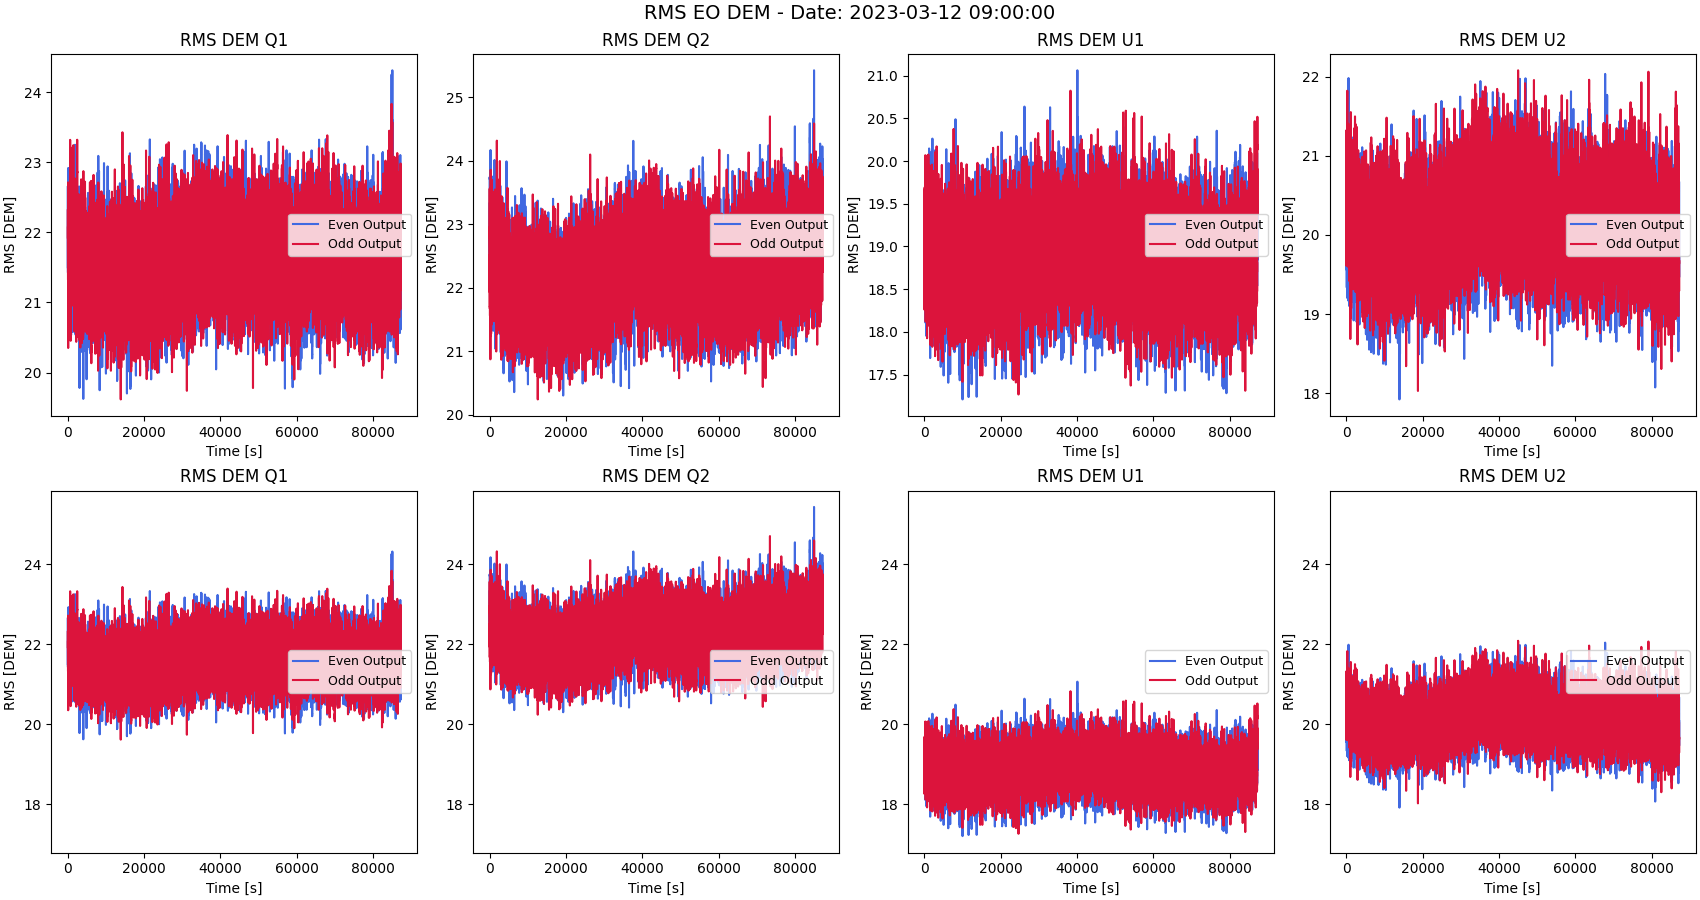 RMS EO DEM - Date: 2023-03-12 09:00:00
RMS DEM Q1
RMS [DEM]
24
23
22
21
20
0 20000 40000 60000 80000
Time [s]
Even Output
Odd Output
RMS DEM Q2
RMS [DEM]
25
24
23
22
21
20
0 20000 40000 60000 80000
Time [s]
Even Output
Odd Output
RMS DEM U1
RMS [DEM]
21.0
20.5
20.0
19.5
19.0
18.5
18.0
17.5
0 20000 40000 60000 80000
Time [s]
Even Output
Odd Output
RMS DEM U2
RMS [DEM]
22
21
20
19
18
0 20000 40000 60000 80000
Time [s]
Even Output
Odd Output
RMS DEM Q1
RMS [DEM]
24
22
20
18
0 20000 40000 60000 80000
Time [s]
Even Output
Odd Output
RMS DEM Q2
RMS [DEM]
24
22
20
18
0 20000 40000 60000 80000
Time [s]
Even Output
Odd Output
RMS DEM U1
RMS [DEM]
24
22
20
18
0 20000 40000 60000 80000
Time [s]
Even Output
Odd Output
RMS DEM U2
RMS [DEM]
24
22
20
18
0 20000 40000 60000 80000
Time [s]
Even Output
Odd Output